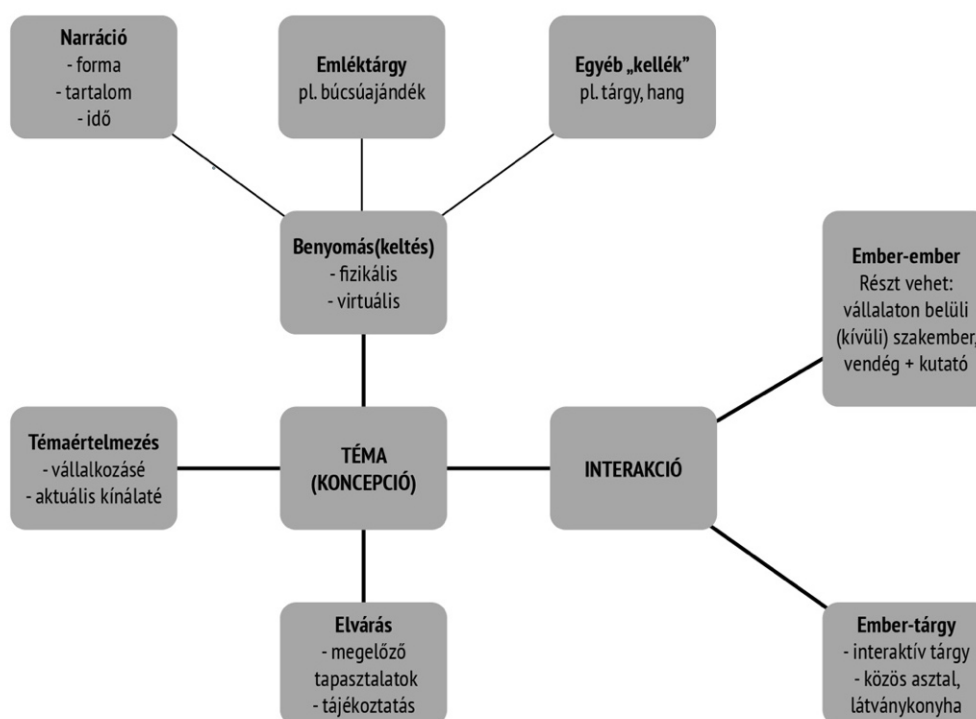 Narráció
- forma
- tartalom
- idő
Emléktárgy
pl. búcsúajándék
Egyéb „kellék”
pl. tárgy, hang
Benyomás(keltés)
- fizikális
- virtuális
Ember-ember
Részt vehet:
vállalaton belüli
(kívüli) szakember,
vendég + kutató
Témaértelmezés
- vállalkozásé
- aktuális kínálaté
TÉMA
(KONCEPCIÓ)
INTERAKCIÓ
Elvárás
- megelőző
tapasztalatok
- tájékoztatás
Ember-tárgy
- interaktív tárgy
- közös asztal,
látványkonyha